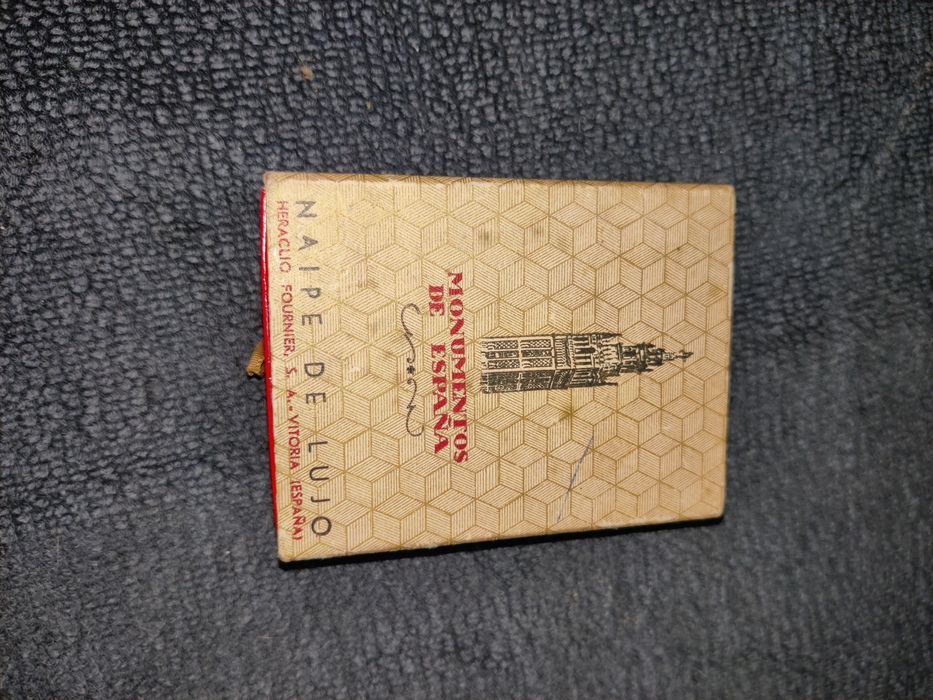 MONUMENTOS
DE ESPAÑA
NAIPE DE LUJO
HERACLIO FOURNIER, S. A.-VITORIA (ESPAÑA)